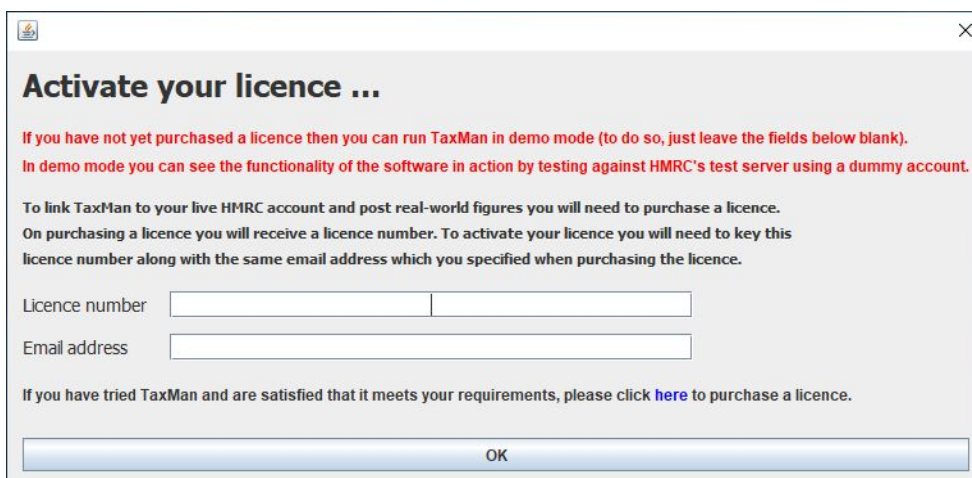 Activate your licence ...
If you have not yet purchased a licence then you can run TaxMan in demo mode (to do so, just leave the fields below blank).
In demo mode you can see the functionality of the software in action by testing against HMRC's test server using a dummy account.
To link TaxMan to your live HMRC account and post real-world figures you will need to purchase a licence.
On purchasing a licence you will receive a licence number. To activate your licence you will need to key this
licence number along with the same email address which you specified when purchasing the licence.
Licence number
Email address
If you have tried TaxMan and are satisfied that it meets your requirements, please click here to purchase a licence.
OK